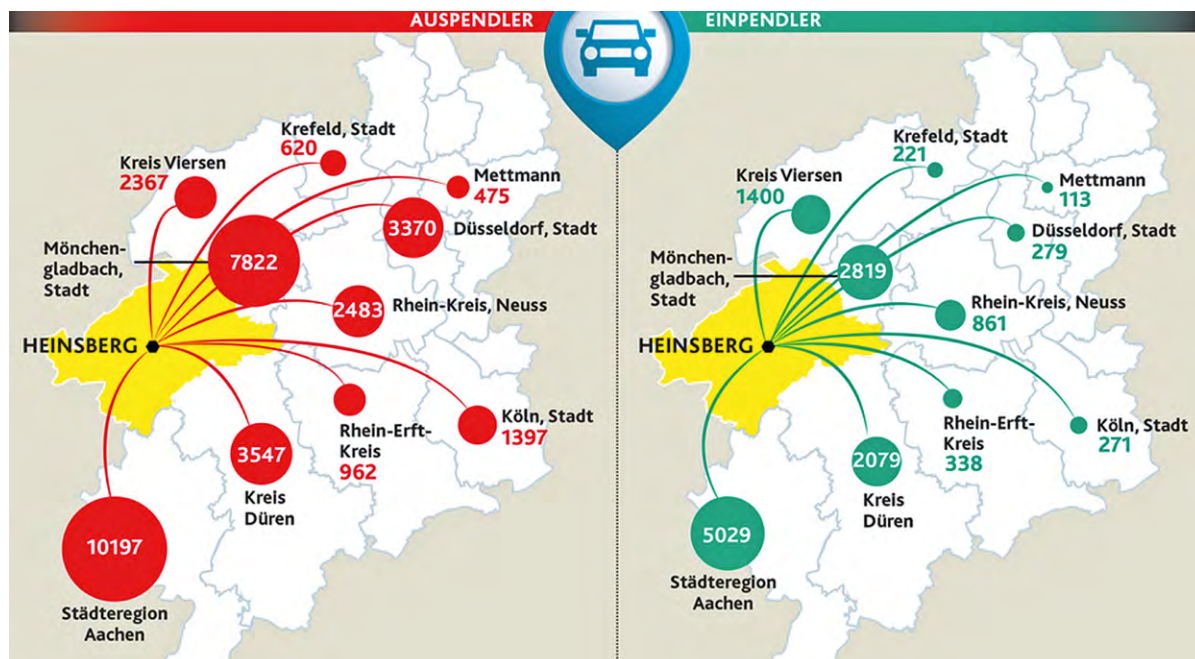 AUSPENDLER
EINPENDLER
Krefeld, Stadt
620
Kreis Viersen
2367
Mettmann
475
3370
Düsseldorf, Stadt
Mönchen-
gladbach,
Stadt
7822
2483
Rhein-Kreis, Neuss
HEINSBERG
Köln, Stadt
1397
Rhein-Erft-
Kreis
962
3547
Kreis
Düren
10197
Städteregion
Aachen
Krefeld, Stadt
221
Kreis Viersen
1400
Mettmann
113
Düsseldorf, Stadt
279
Mönchen-
gladbach,
Stadt
2819
Rhein-Kreis, Neuss
861
HEINSBERG
Köln, Stadt
271
Rhein-Erft-
Kreis
338
2079
Kreis
Düren
5029
Städteregion
Aachen